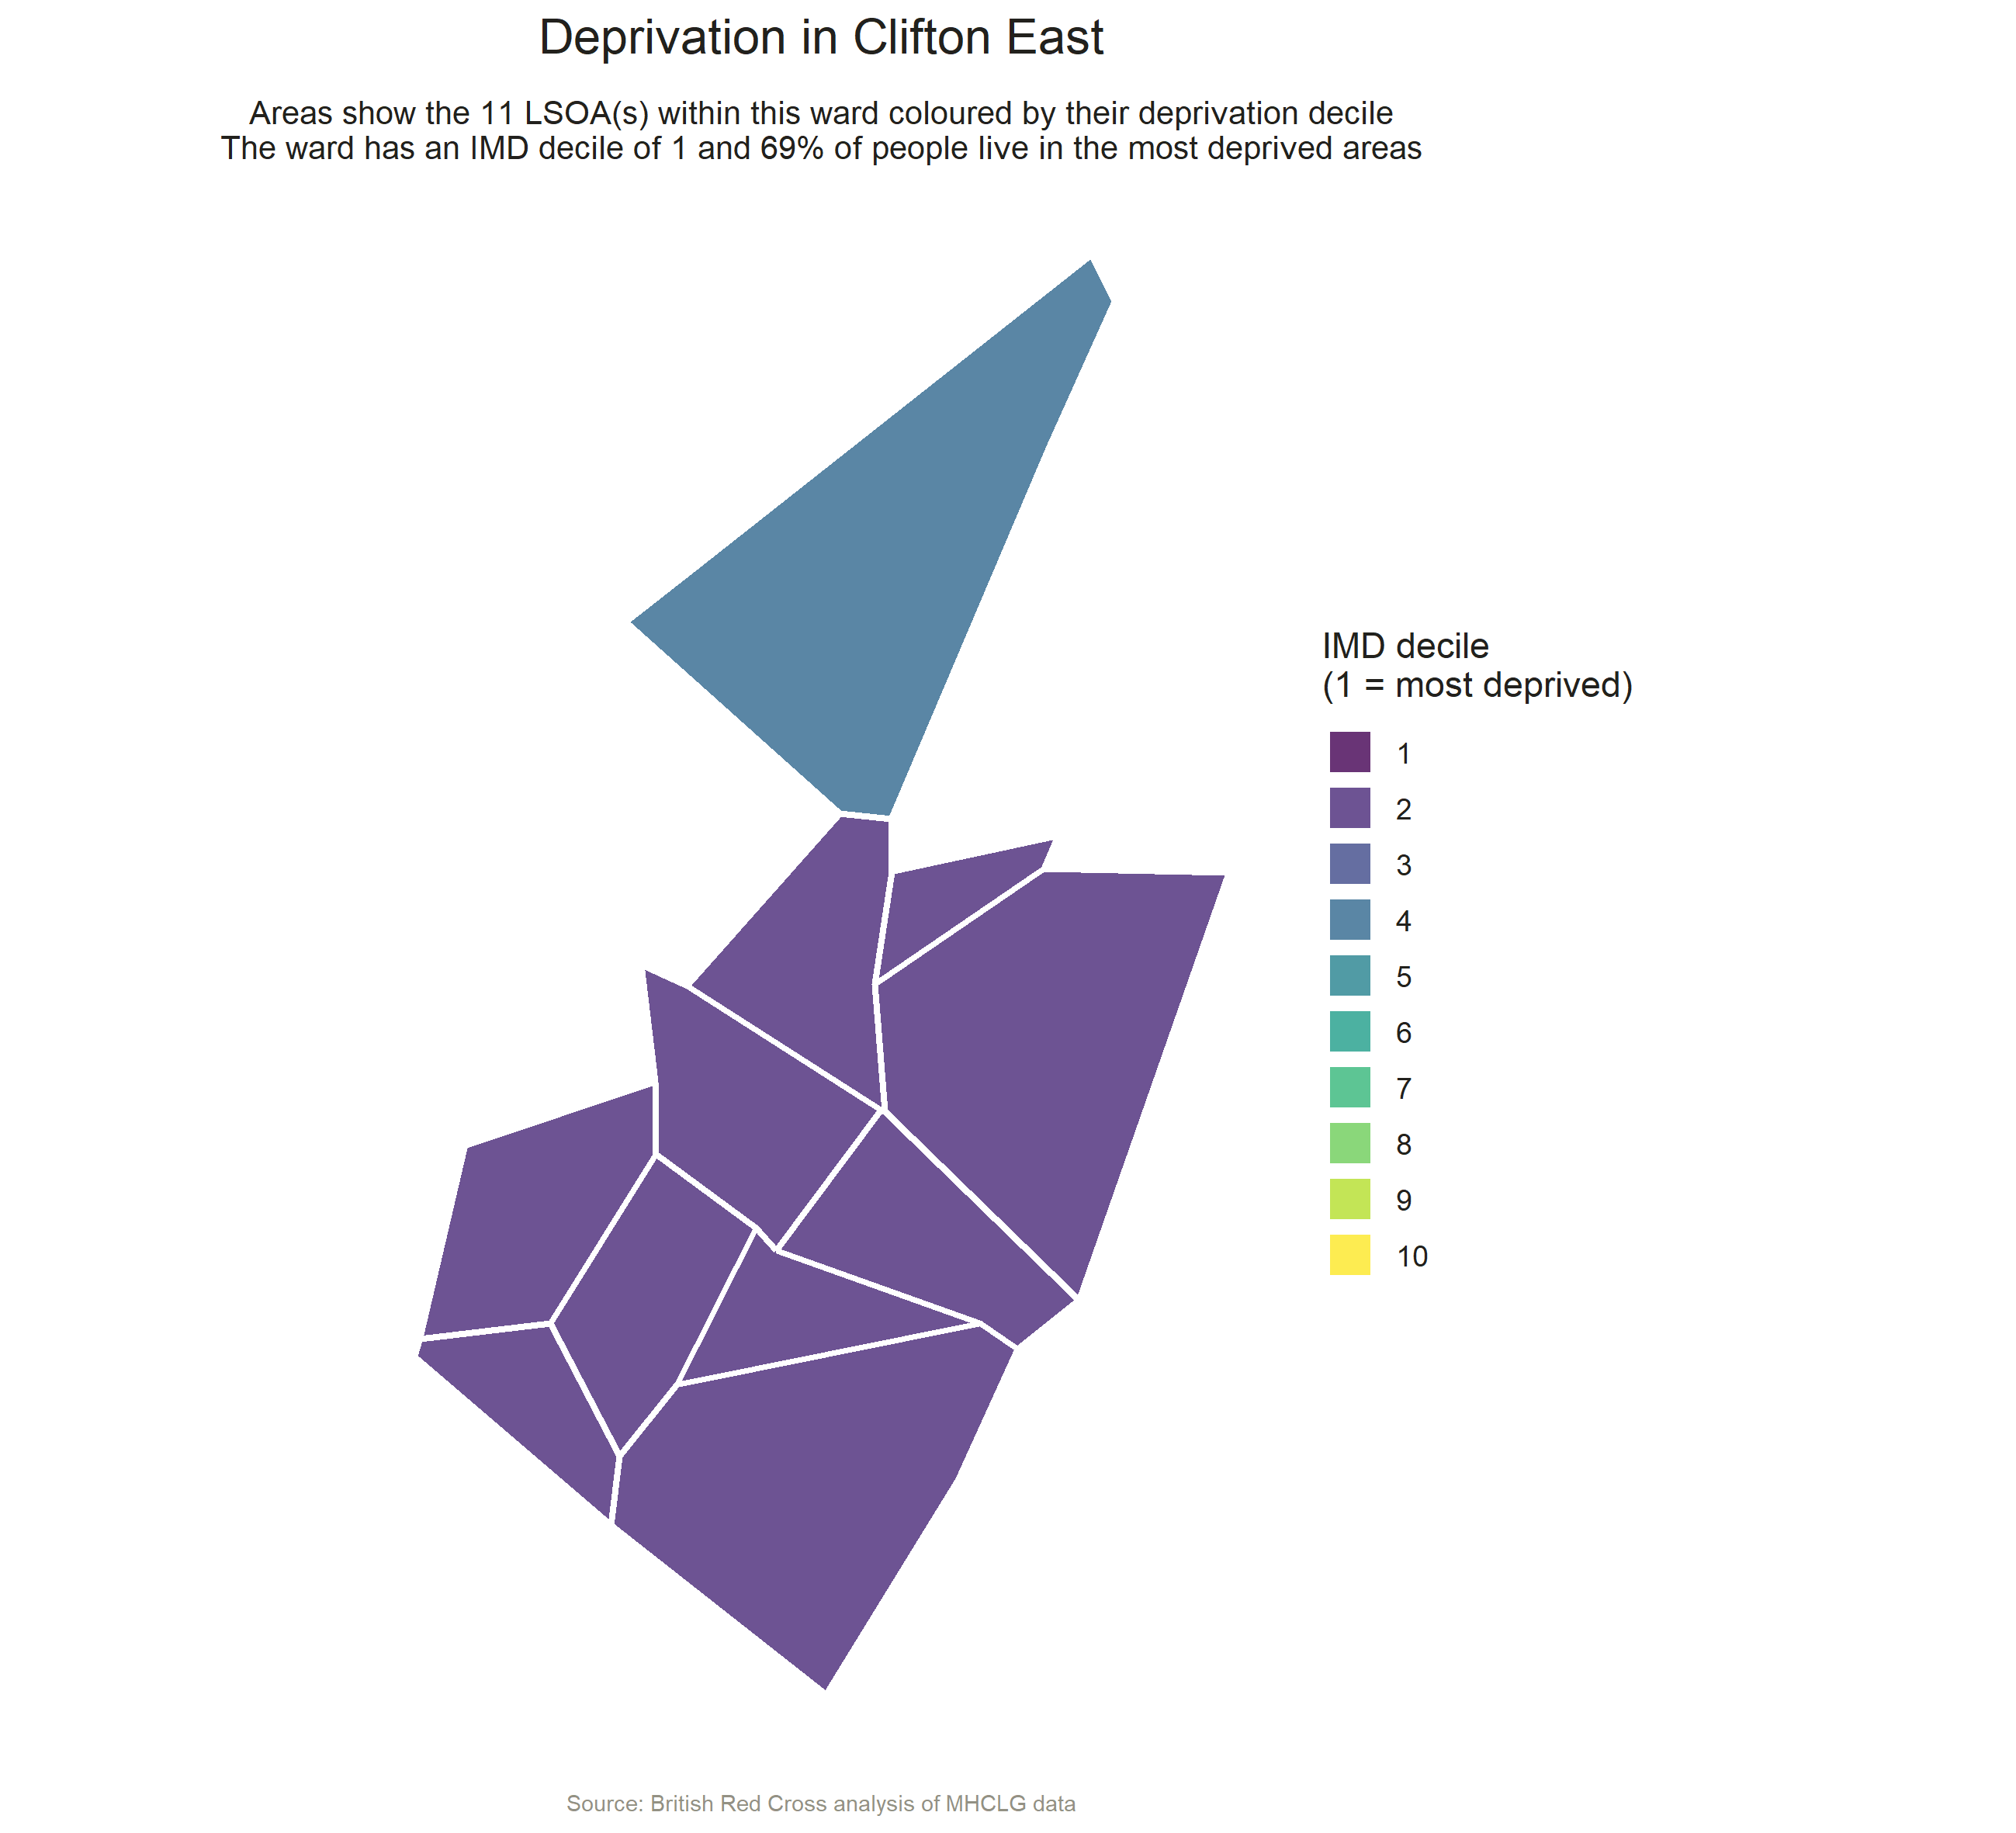 Deprivation in Clifton East
Areas show the 11 LSOA(s) within this ward coloured by their deprivation decile
The ward has an IMD decile of 1 and 69% of people live in the most deprived areas
IMD decile
(1 = most deprived)
1
2
3
4
5
6
7
8
9
10
Source: British Red Cross analysis of MHCLG data